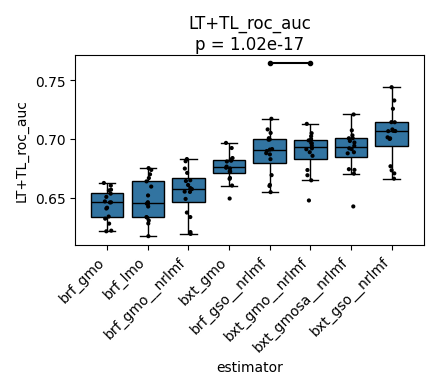 LT+TL_roc_auc
p = 1.02e-17
LT+TL_roc_auc
0.75
0.70
0.65
brf_gmo
brf_lmo
brf_gmo__nrlmf
bxt_gmo
brf_gso__nrlmf
bxt_gmo__nrlmf
bxt_gmosa__nrlmf
bxt_gso__nrlmf
estimator